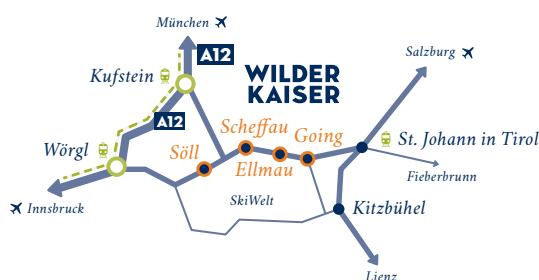 München
A12
Salzburg
Kufstein
WILDER
KAISER
A12
Scheffau
Going
St. Johann in Tirol
Wörgl
Söll
Ellmau
Fieberbrunn
SkiWelt
Innsbruck
Kitzbühel
Lienz